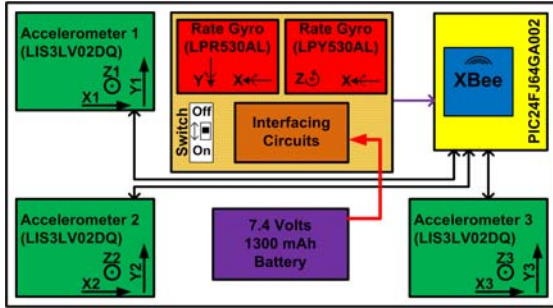 Accelerometer 1
(LIS3LV02DQ)
Z1
X1
Y1
Rate Gyro
(LPR530AL)
Y
X
Rate Gyro
(LPY530AL)
Z
X
Switch
Off
On
Interfacing
Circuits
XBee
PIC24FJ64GA002
Accelerometer 2
(LIS3LV02DQ)
Z2
X2
Y2
7.4 Volts
1300 mAh
Battery
Accelerometer 3
(LIS3LV02DQ)
Z3
X3
Y3